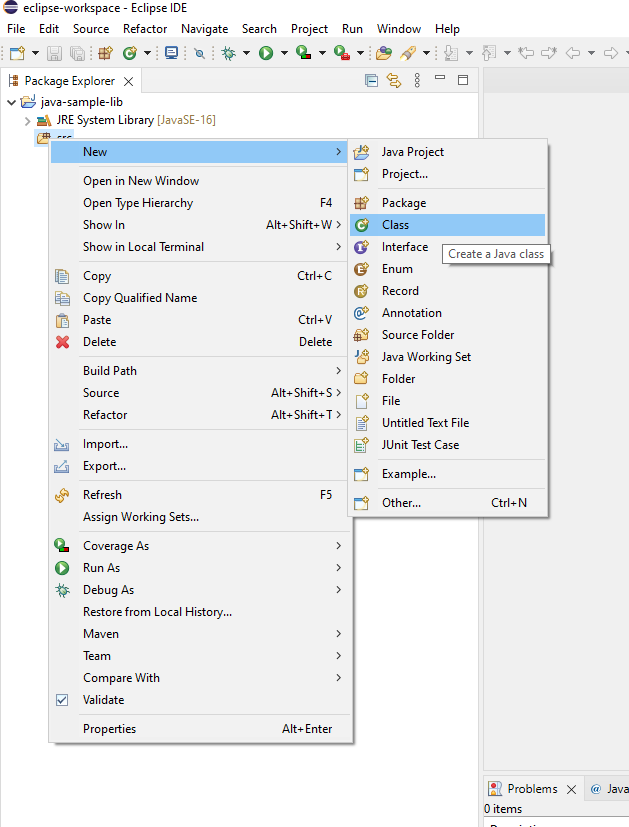 eclipse-workspace - Eclipse IDE
File Edit Source Refactor Navigate Search Project Run Window Help
Package Explorer
java-sample-lib
JRE System Library [JavaSE-16]
src
New
Open in New Window
Open Type Hierarchy F4
Show In Alt+Shift+W
Show in Local Terminal
Copy Ctrl+C
Copy Qualified Name
Paste Ctrl+V
Delete Delete
Build Path
Source Alt+Shift+S
Refactor Alt+Shift+T
Import...
Export...
Refresh F5
Assign Working Sets...
Coverage As
Run As
Debug As
Restore from Local History...
Maven
Team
Compare With
Validate
Properties Alt+Enter
Java Project
Project...
Package
Class
Interface
Create a Java class
Enum
Record
Annotation
Source Folder
Java Working Set
Folder
File
Untitled Text File
JUnit Test Case
Example...
Other... Ctrl+N
Problems @ Java
0 items